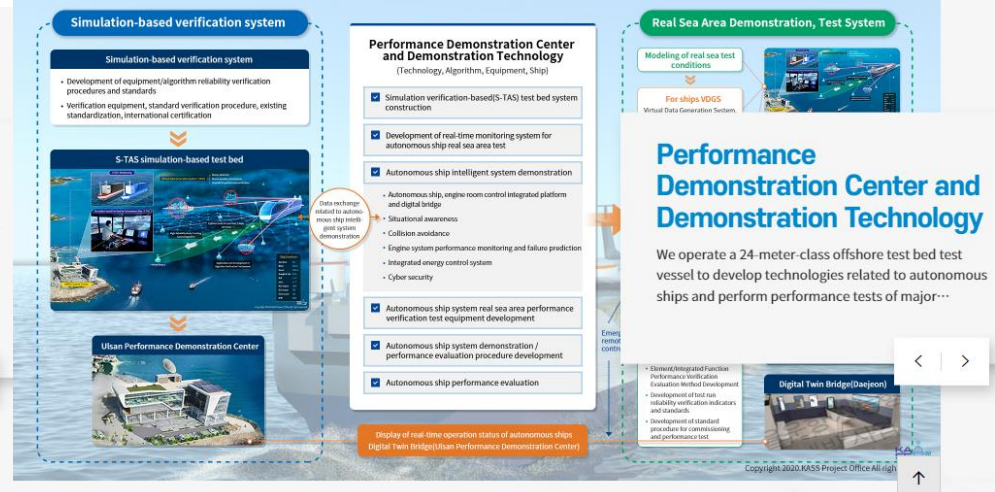 Simulation-based verification system
Simulation-based verification system
• Development of equipment/algorithm reliability verification
procedures and standards
• Verification equipment, standard verification procedure, existing
standardization, international certification
S-TAS simulation-based test bed
Ulsan Performance Demonstration Center
Data exchange
related to autono-
mous ship intelli-
gent system
demonstration
Performance Demonstration Center
and Demonstration Technology
(Technology, Algorithm, Equipment, Ship)
Simulation verification-based(S-TAS) test bed system
construction
Development of real-time monitoring system for
autonomous ship real sea area test
Autonomous ship intelligent system demonstration
• Autonomous ship, engine room control integrated platform
and digital bridge
• Situational awareness
• Collision avoidance
• Engine system performance monitoring and failure prediction
• Integrated energy control system
• Cyber security
Autonomous ship system real sea area performance
verification test equipment development
Autonomous ship system demonstration /
performance evaluation procedure development
Autonomous ship performance evaluation
Display of real-time operation status of autonomous ships
Digital Twin Bridge(Ulsan Performance Demonstration Center)
Real Sea Area Demonstration, Test System
Modeling of real sea test
conditions
For ships VDGS
Virtual Data Generation System,
Performance
Demonstration Center and
Demonstration Technology
We operate a 24-meter-class offshore test bed test
vessel to develop technologies related to autonomous
ships and perform performance tests of major…
Emerg
remot
contr
• Element/Integrated Function
Performance Verification
Evaluation Method Development
• Development of test run
reliability verification indicators
and standards
• Development of standard
procedure for commissioning
and performance test
Digital Twin Bridge(Daejeon)
Copyright 2020.KASS Project Office All righ